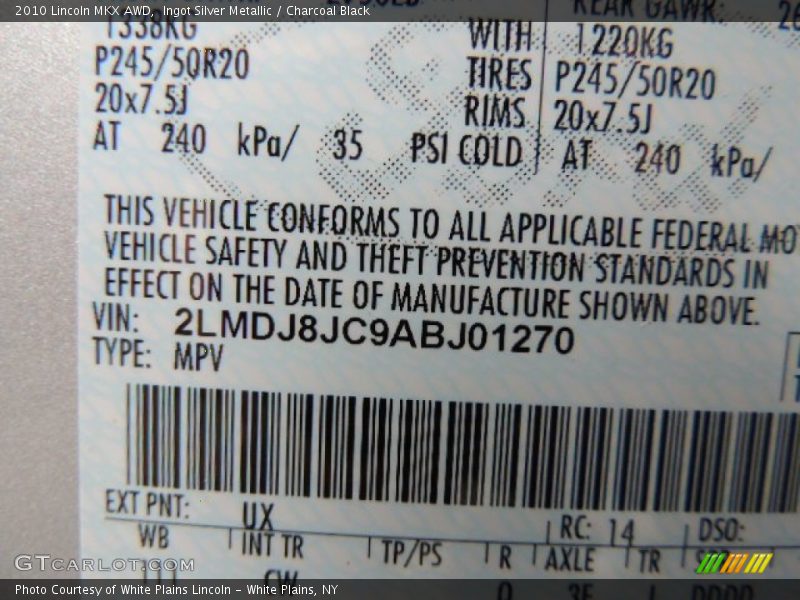 2010 Lincoln MKX AWD, Ingot Silver Metallic / Charcoal Black
REAR GAWR:
1338KG WITH 1220KG
P245/50R20 TIRES P245/50R20
20x7.5J RIMS 20x7.5J
AT 240 kPa/ 35 PSI COLD AT 240 kPa/
THIS VEHICLE CONFORMS TO ALL APPLICABLE FEDERAL MO
VEHICLE SAFETY AND THEFT PREVENTION STANDARDS IN
EFFECT ON THE DATE OF MANUFACTURE SHOWN ABOVE.
VIN: 2LMDJ8JC9ABJ01270
TYPE: MPV
EXT PNT: UX RC: 14 DSO:
WB INT TR TP/PS R AXLE TR
CW
GTCARLOT.COM
Photo Courtesy of White Plains Lincoln - White Plains, NY